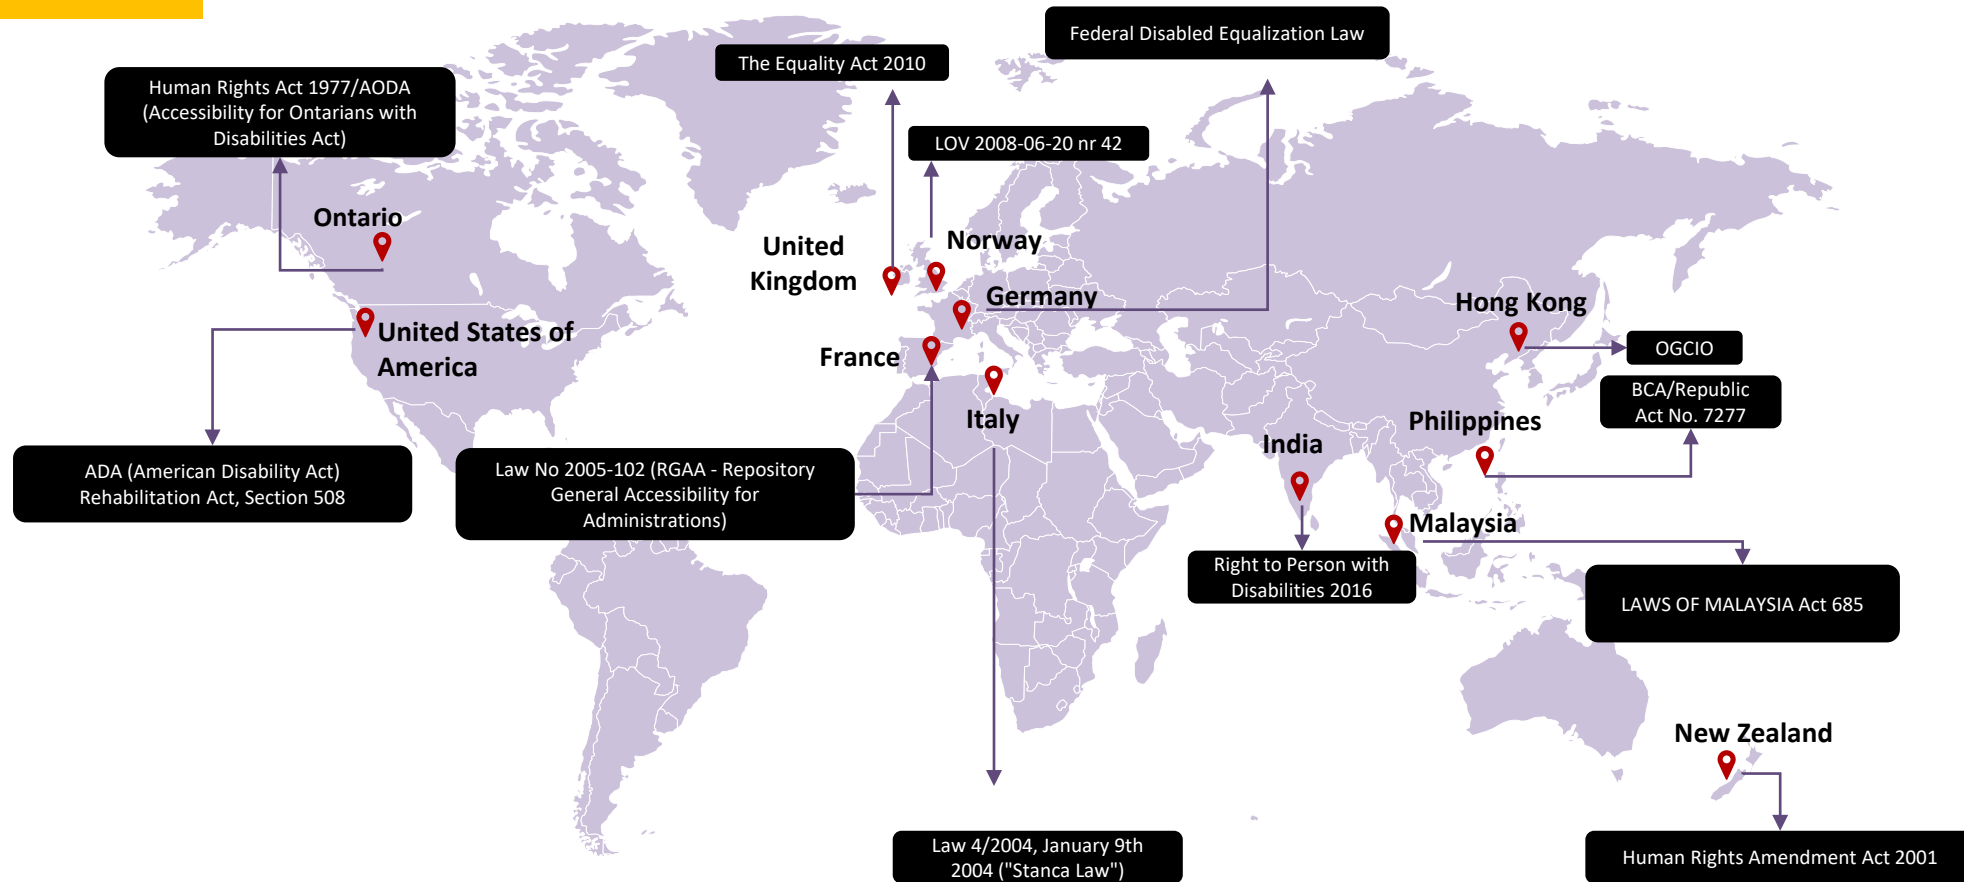 Federal Disabled Equalization Law
The Equality Act 2010
Human Rights Act 1977/AODA
(Accessibility for Ontarians with
Disabilities Act)
LOV 2008-06-20 nr 42
Ontario
United
Kingdom
Norway
Germany
Hong Kong
United States of
America
France
OGCIO
BCA/Republic
Act No. 7277
Italy
Philippines
India
ADA (American Disability Act)
Rehabilitation Act, Section 508
Law No 2005-102 (RGAA - Repository
General Accessibility for
Administrations)
Malaysia
Right to Person with
Disabilities 2016
LAWS OF MALAYSIA Act 685
New Zealand
Law 4/2004, January 9th
2004 ("Stanca Law")
Human Rights Amendment Act 2001